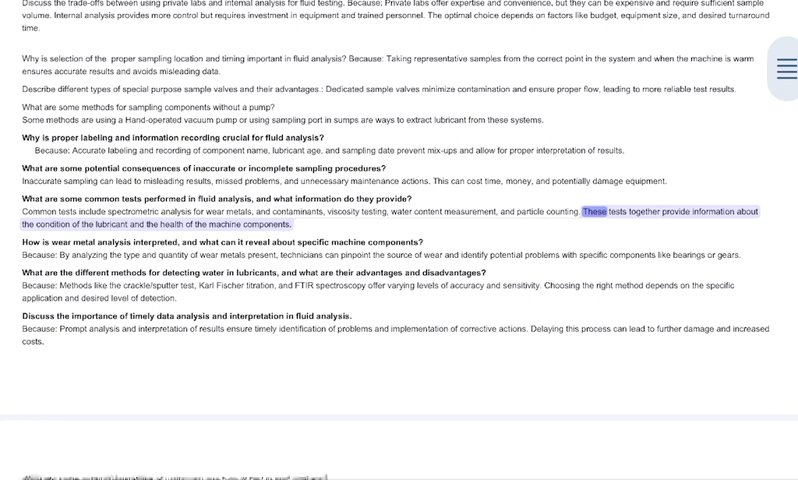 Discuss the trade-offs between using private labs and internal analysis for fluid testing. Because: Private labs offer expertise and convenience, but they can be expensive and require sufficient sample
volume. Internal analysis provides more control but requires investment in equipment and trained personnel. The optimal choice depends on factors like budget, equipment size, and desired turnaround
time.
Why is selection of the proper sampling location and timing important in fluid analysis? Because: Taking representative samples from the correct point in the system and when the machine is warm
ensures accurate results and avoids misleading data.
Describe different types of special purpose sample valves and their advantages.: Dedicated sample valves minimize contamination and ensure proper flow, leading to more reliable test results.
What are some methods for sampling components without a pump?
Some methods are using a Hand-operated vacuum pump or using sampling port in sumps are ways to extract lubricant from these systems.
Why is proper labeling and information recording crucial for fluid analysis?
Because: Accurate labeling and recording of component name, lubricant age, and sampling date prevent mix-ups and allow for proper interpretation of results.
What are some potential consequences of inaccurate or incomplete sampling procedures?
Inaccurate sampling can lead to misleading results, missed problems, and unnecessary maintenance actions. This can cost time, money, and potentially damage equipment.
What are some common tests performed in fluid analysis, and what information do they provide?
Common tests include spectrometric analysis for wear metals, and contaminants, viscosity testing, water content measurement, and particle counting. These tests together provide information about
the condition of the lubricant and the health of the machine components.
How is wear metal analysis interpreted, and what can it reveal about specific machine components?
Because: By analyzing the type and quantity of wear metals present, technicians can pinpoint the source of wear and identify potential problems with specific components like bearings or gears.
What are the different methods for detecting water in lubricants, and what are their advantages and disadvantages?
Because: Methods like the crackle/sputter test, Karl Fischer titration, and FTIR spectroscopy offer varying levels of accuracy and sensitivity. Choosing the right method depends on the specific
application and desired level of detection.
Discuss the importance of timely data analysis and interpretation in fluid analysis.
Because: Prompt analysis and interpretation of results ensure timely identification of problems and implementation of corrective actions. Delaying this process can lead to further damage and increased
costs.